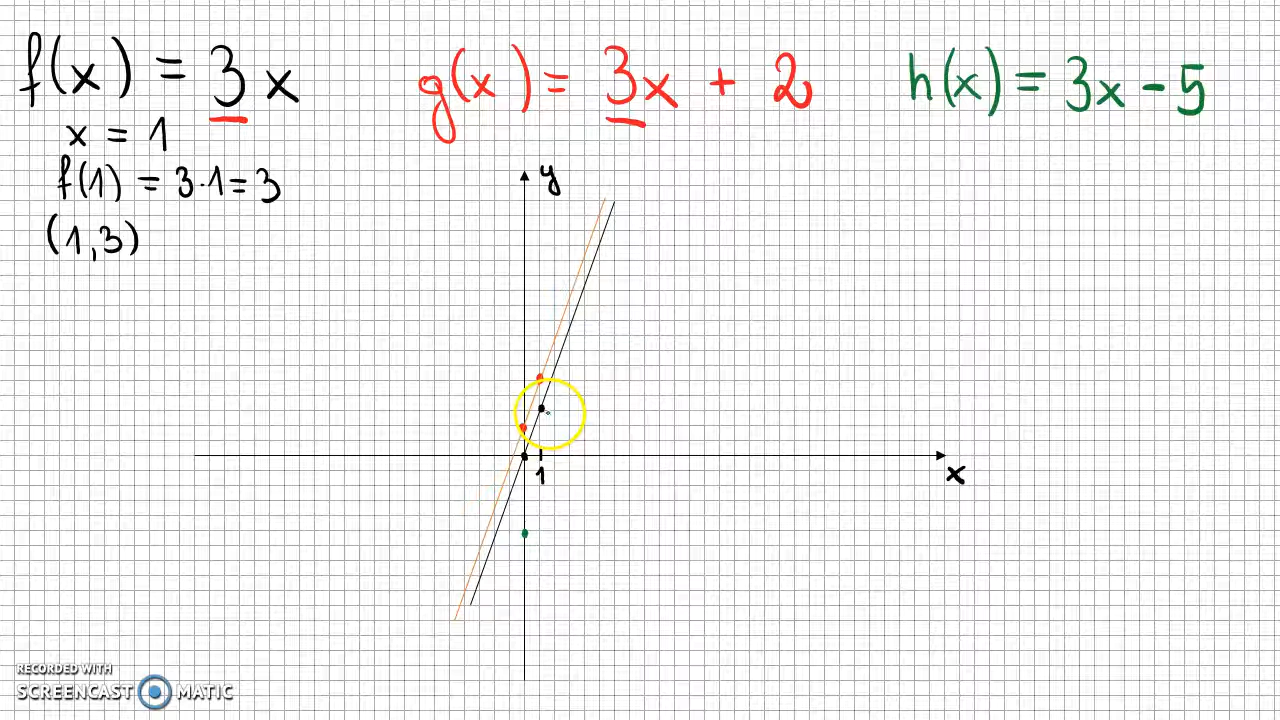 f(x) = 3x
g(x) = 3x + 2
h(x) = 3x - 5
x = 1
f(1) = 3·1 = 3
(1,3)
y
1
x
RECORDED WITH
SCREENCAST MATIC